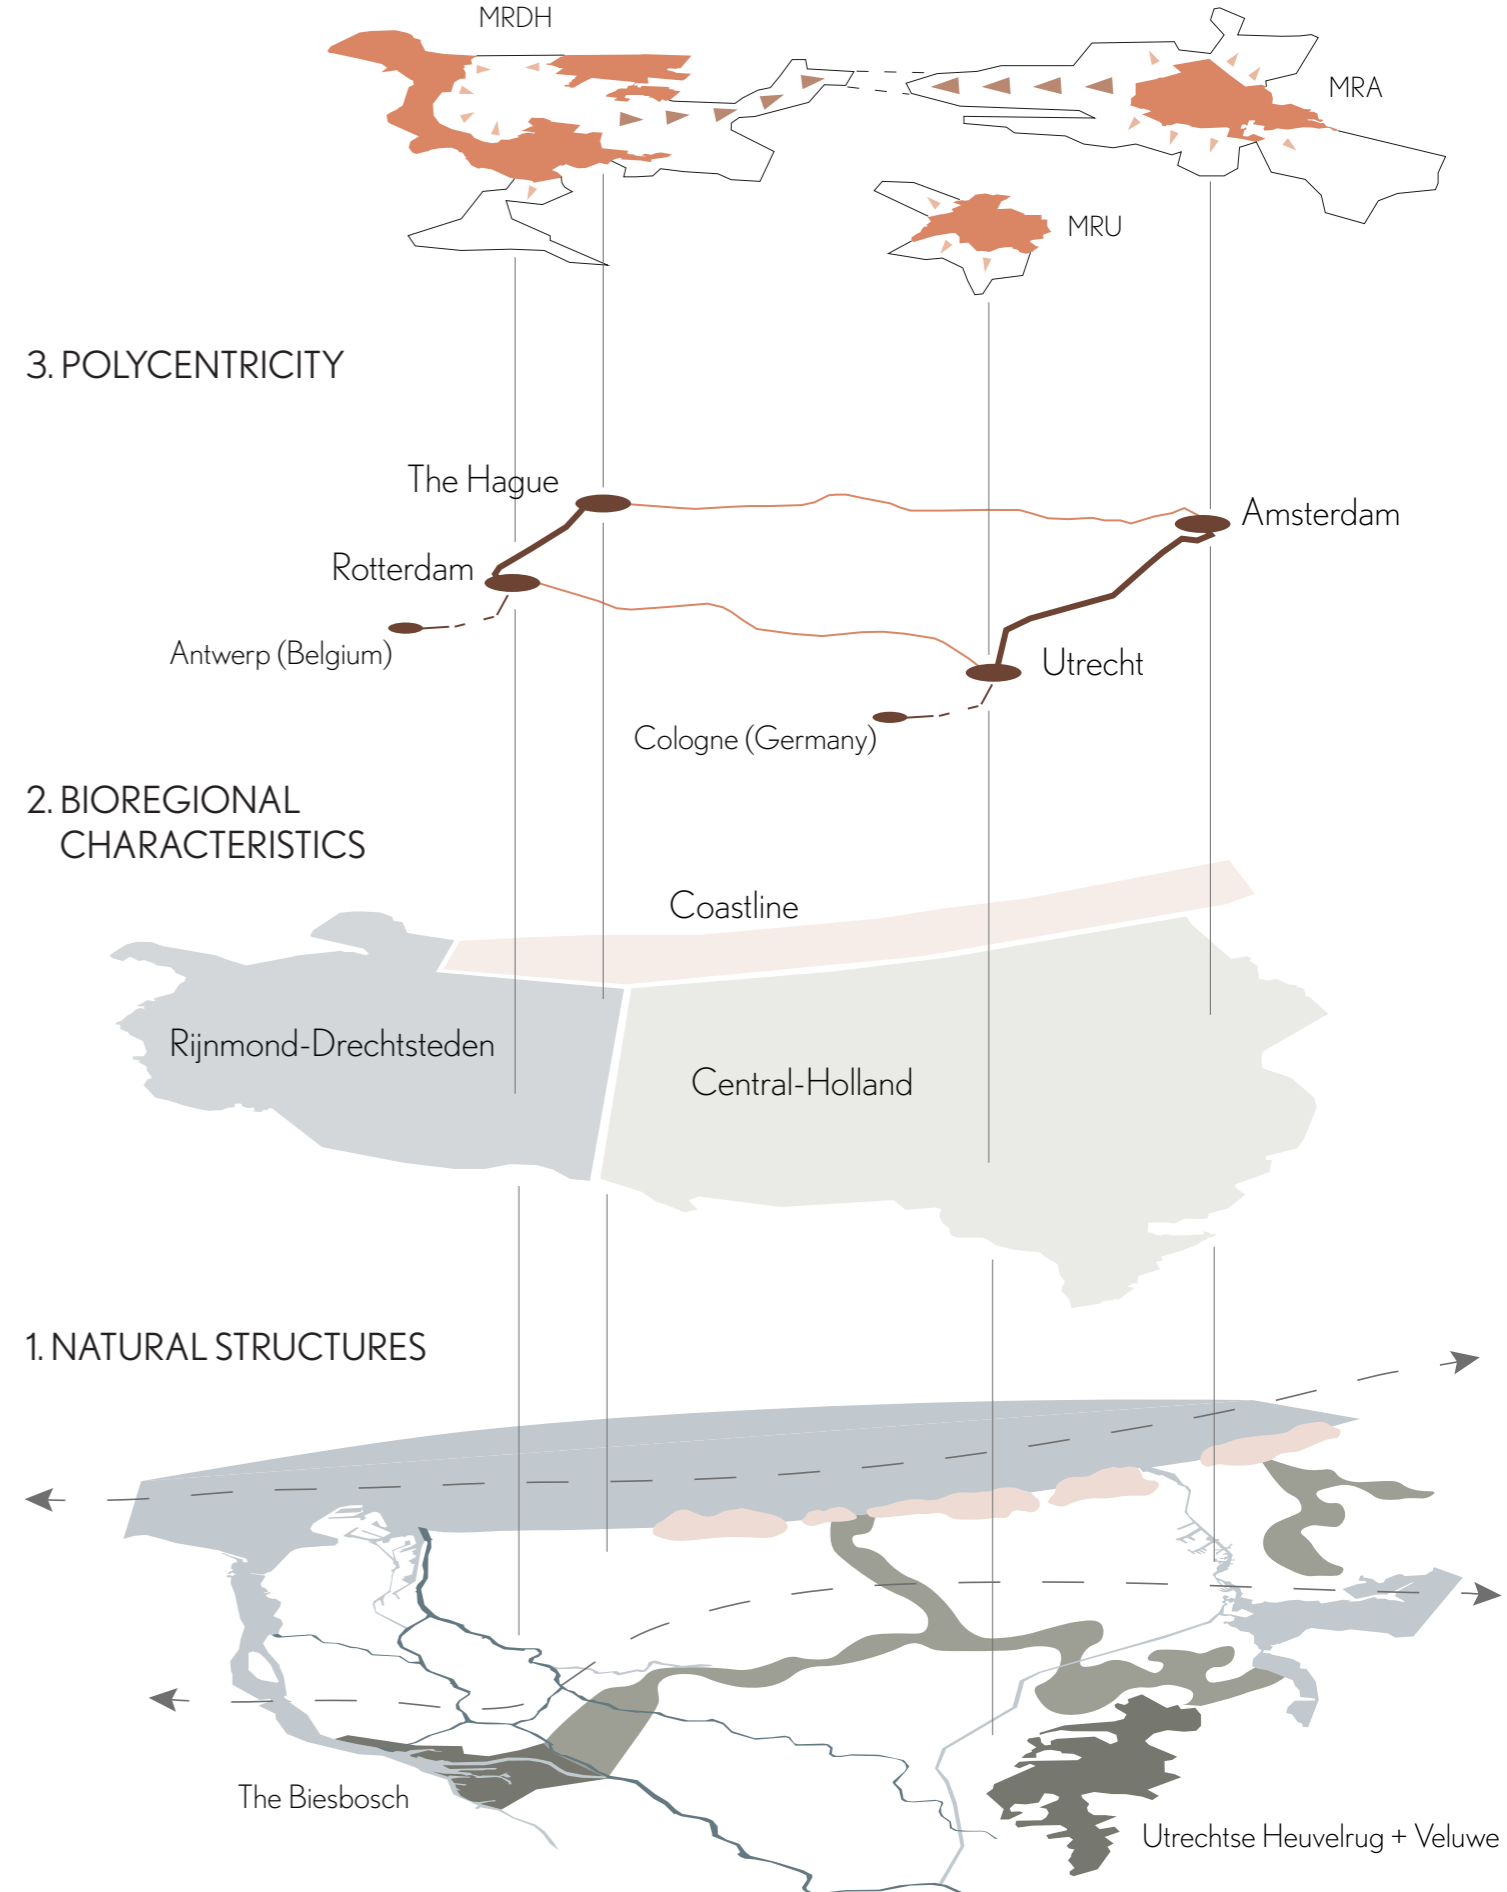 MRDH
MRA
MRU
3. POLYCENTRICITY
The Hague
Amsterdam
Rotterdam
Antwerp (Belgium)
Utrecht
Cologne (Germany)
2. BIOREGIONAL
CHARACTERISTICS
Coastline
Rijnmond-Drechtsteden
Central-Holland
1. NATURAL STRUCTURES
The Biesbosch
Utrechtse Heuvelrug + Veluwe